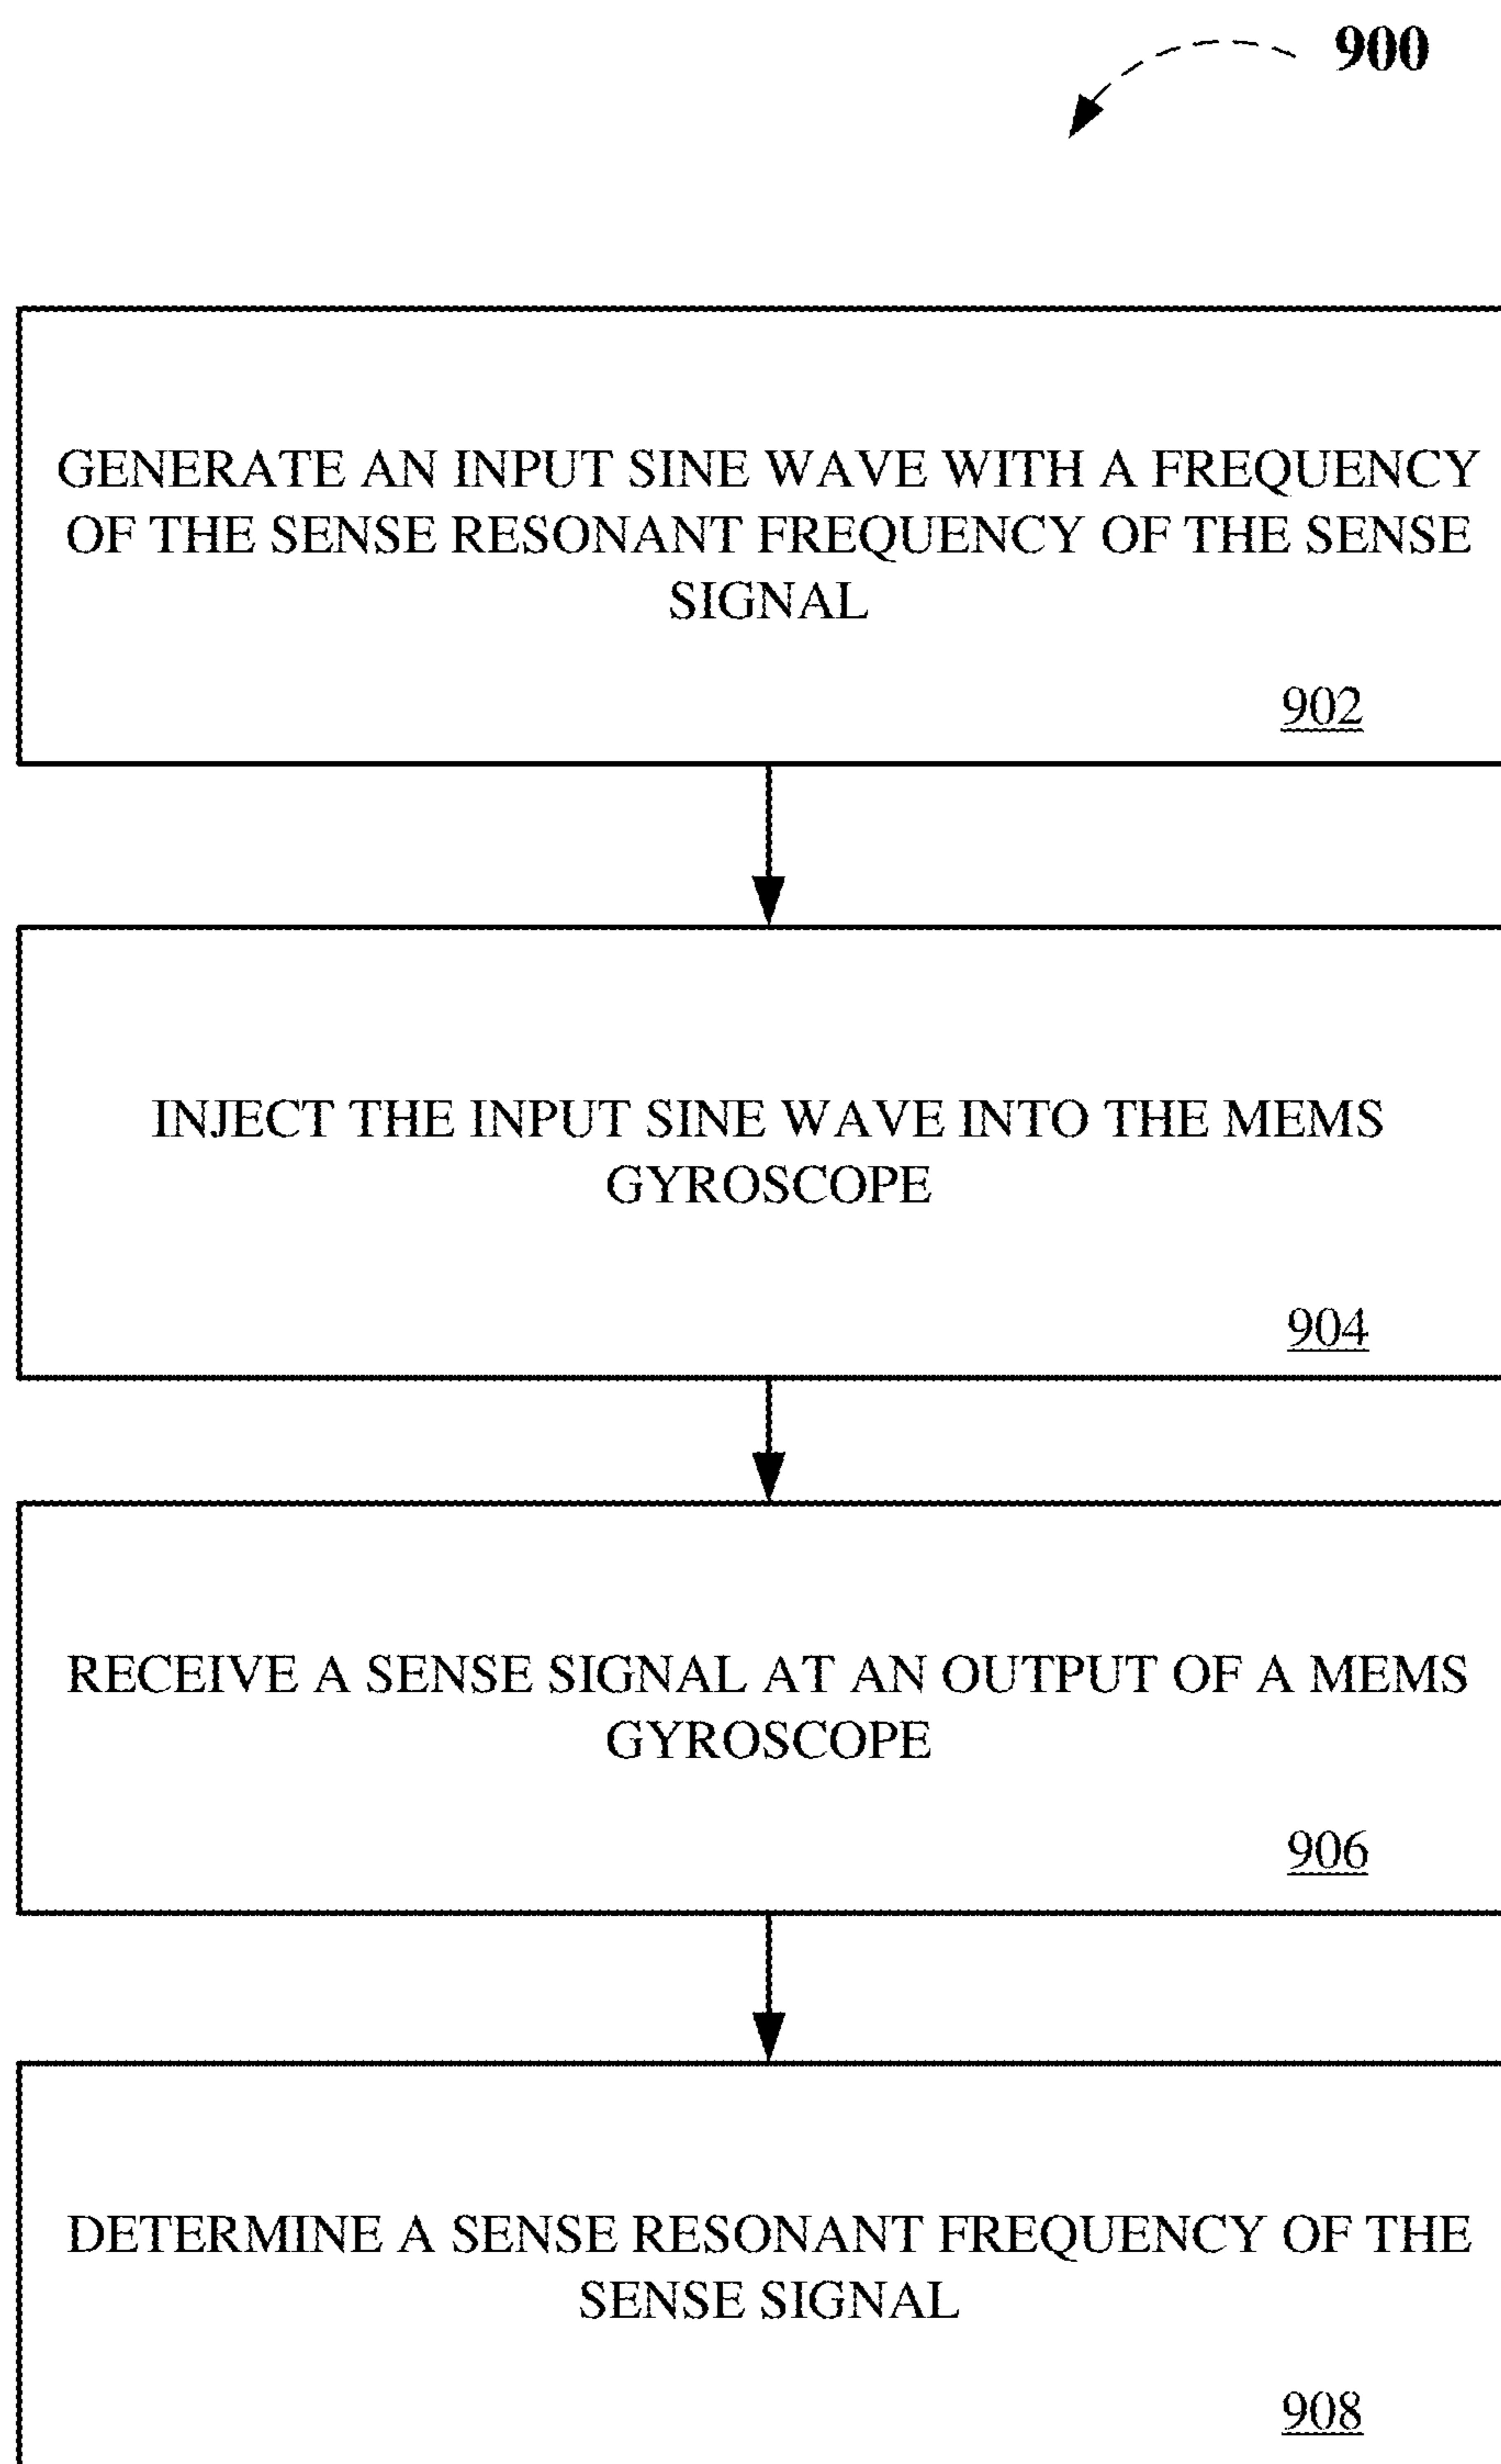 900
GENERATE AN INPUT SINE WAVE WITH A FREQUENCY
OF THE SENSE RESONANT FREQUENCY OF THE SENSE
SIGNAL
902
INJECT THE INPUT SINE WAVE INTO THE MEMS
GYROSCOPE
904
RECEIVE A SENSE SIGNAL AT AN OUTPUT OF A MEMS
GYROSCOPE
906
DETERMINE A SENSE RESONANT FREQUENCY OF THE
SENSE SIGNAL
908